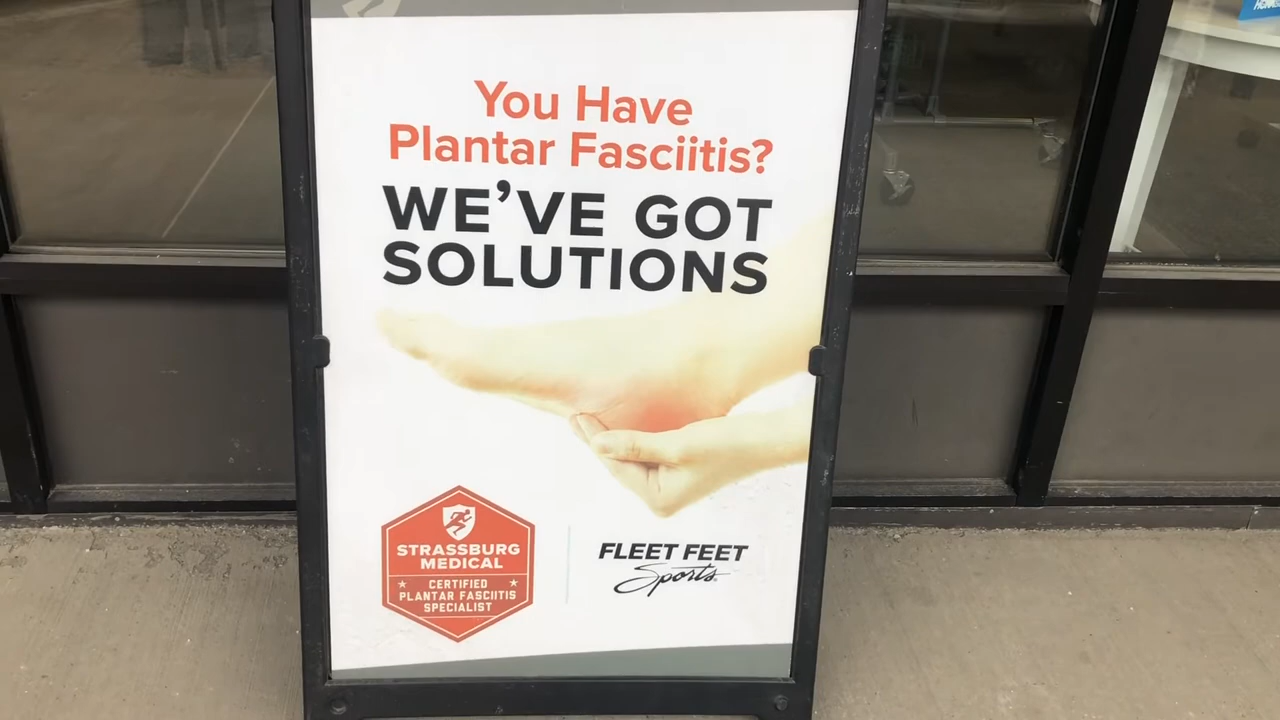 You Have
Plantar Fasciitis?
WE'VE GOT
SOLUTIONS
STRASSBURG
MEDICAL
CERTIFIED
PLANTAR FASCIITIS
SPECIALIST
FLEET FEET
Sports